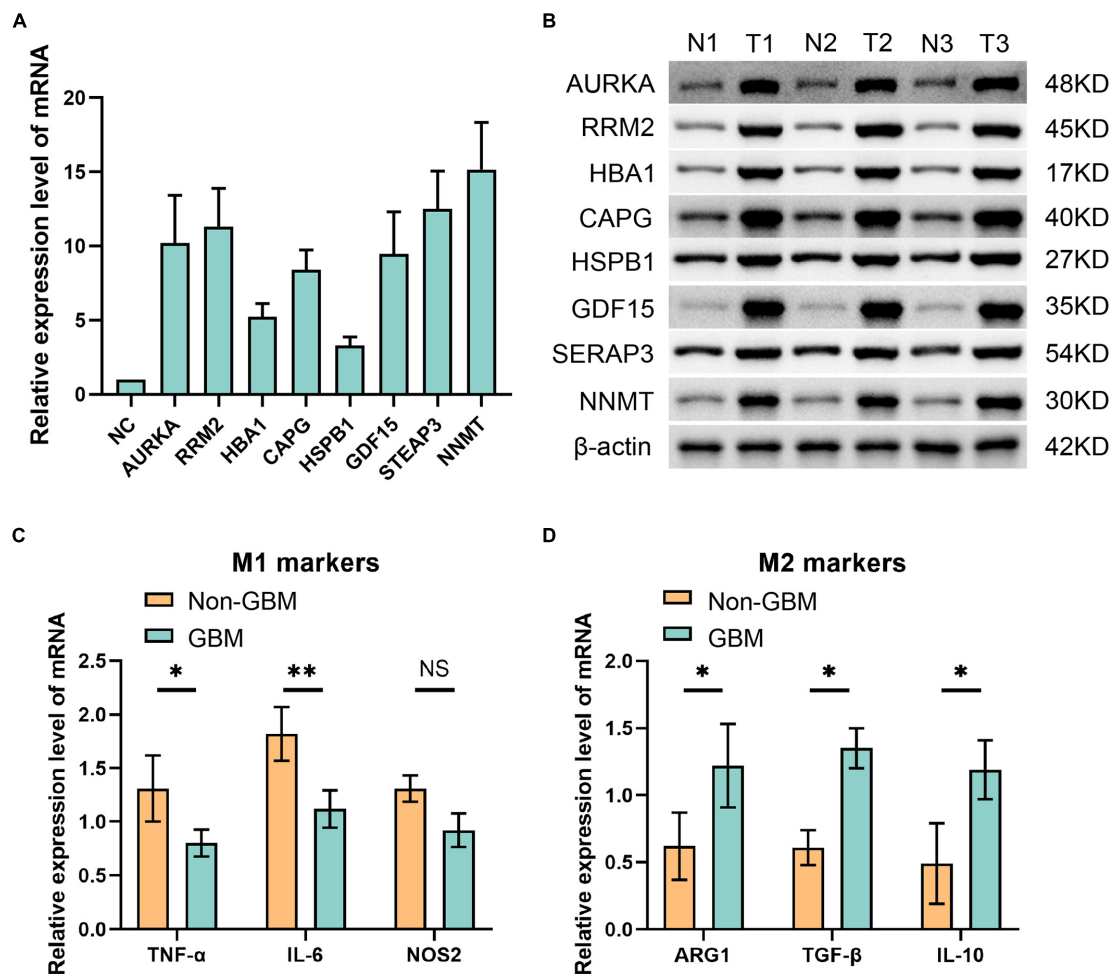 A
Relative expression level of mRNA
20
15
10
5
0
NC
AURKA
RRM2
HBA1
CAPG
HSPB1
GDF15
STEAP3
NNMT
B
N1 T1 N2 T2 N3 T3
AURKA 48KD
RRM2 45KD
HBA1 17KD
CAPG 40KD
HSPB1 27KD
GDF15 35KD
SERAP3 54KD
NNMT 30KD
β-actin 42KD
C
M1 markers
Non-GBM
GBM
Relative expression level of mRNA
2.5
2.0
1.5
1.0
0.5
0.0
* ** NS
TNF-α IL-6 NOS2
D
M2 markers
Non-GBM
GBM
Relative expression level of mRNA
2.0
1.5
1.0
0.5
0.0
* * *
ARG1 TGF-β IL-10